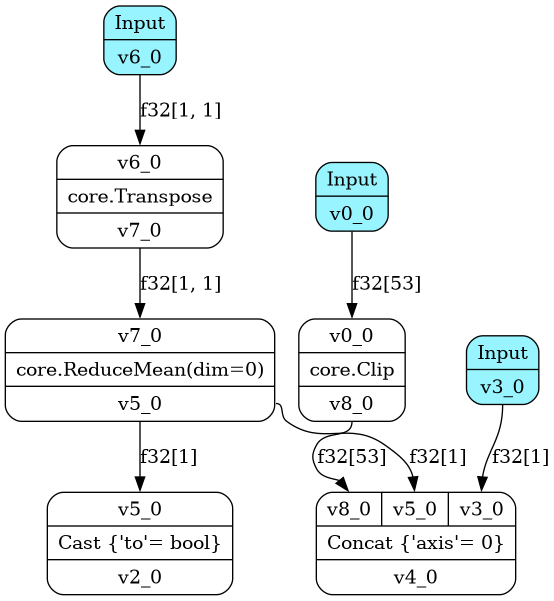 Input
v6_0
f32[1, 1]
v6_0
core.Transpose
v7_0
Input
v0_0
f32[1, 1]
f32[53]
v7_0
core.ReduceMean(dim=0)
v5_0
v0_0
core.Clip
v8_0
Input
v3_0
f32[1]
f32[53]
f32[1]
f32[1]
v5_0
Cast {'to'= bool}
v2_0
v8_0
v5_0
v3_0
Concat {'axis'= 0}
v4_0